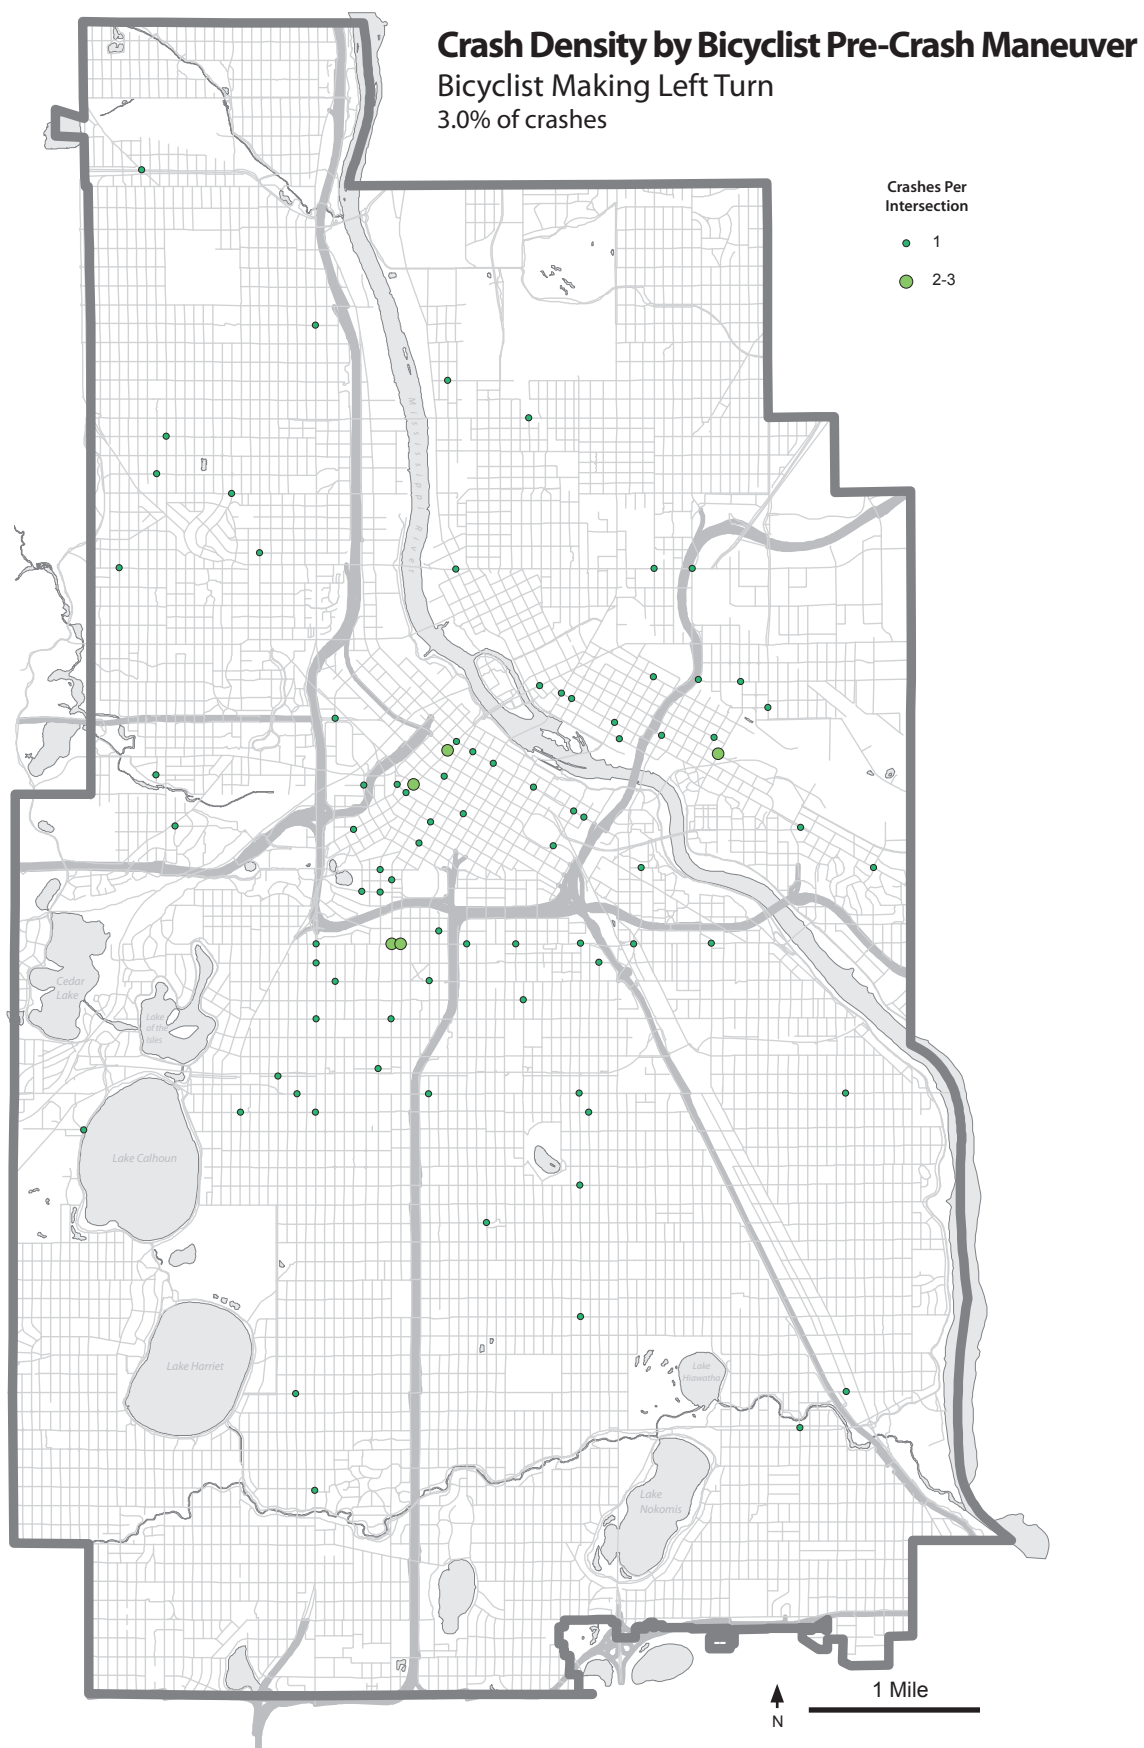 Crash Density by Bicyclist Pre-Crash Maneuver
Bicyclist Making Left Turn
3.0% of crashes
Crashes Per
Intersection
1
2-3
Mississippi River
Cedar
Lake
Lake
of the
Isles
Lake Calhoun
Lake Harriet
Lake
Hiawatha
Lake
Nokomis
1 Mile
N